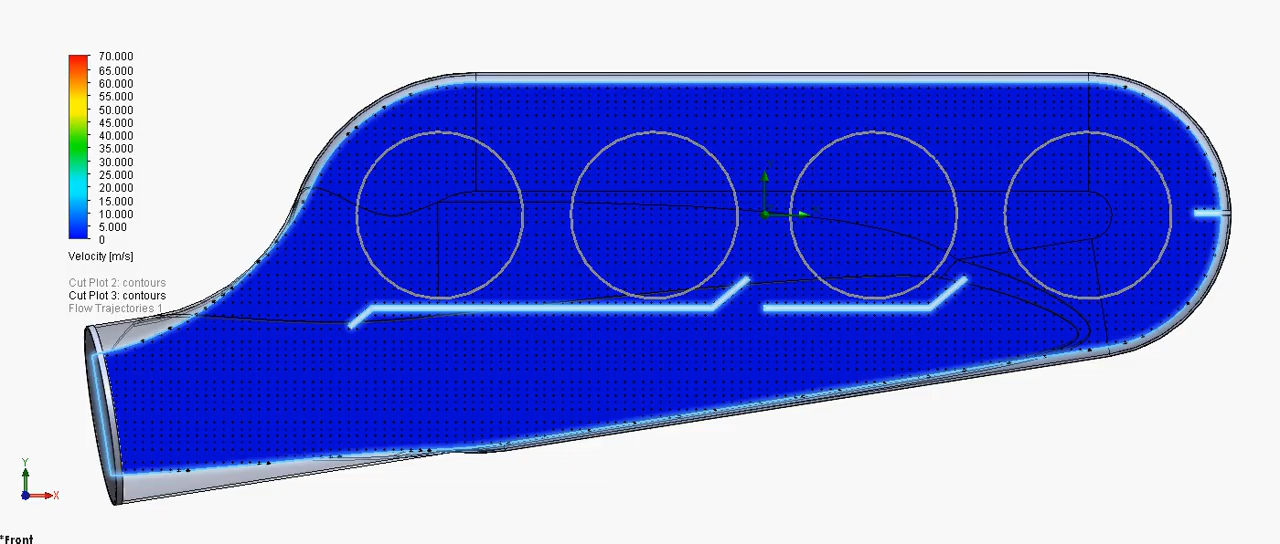 70.000
65.000
60.000
55.000
50.000
45.000
40.000
35.000
30.000
25.000
20.000
15.000
10.000
5.000
0
Velocity [m/s]
Cut Plot 2: contours
Cut Plot 3: contours
Flow Trajectories 1
Y
X
*Front